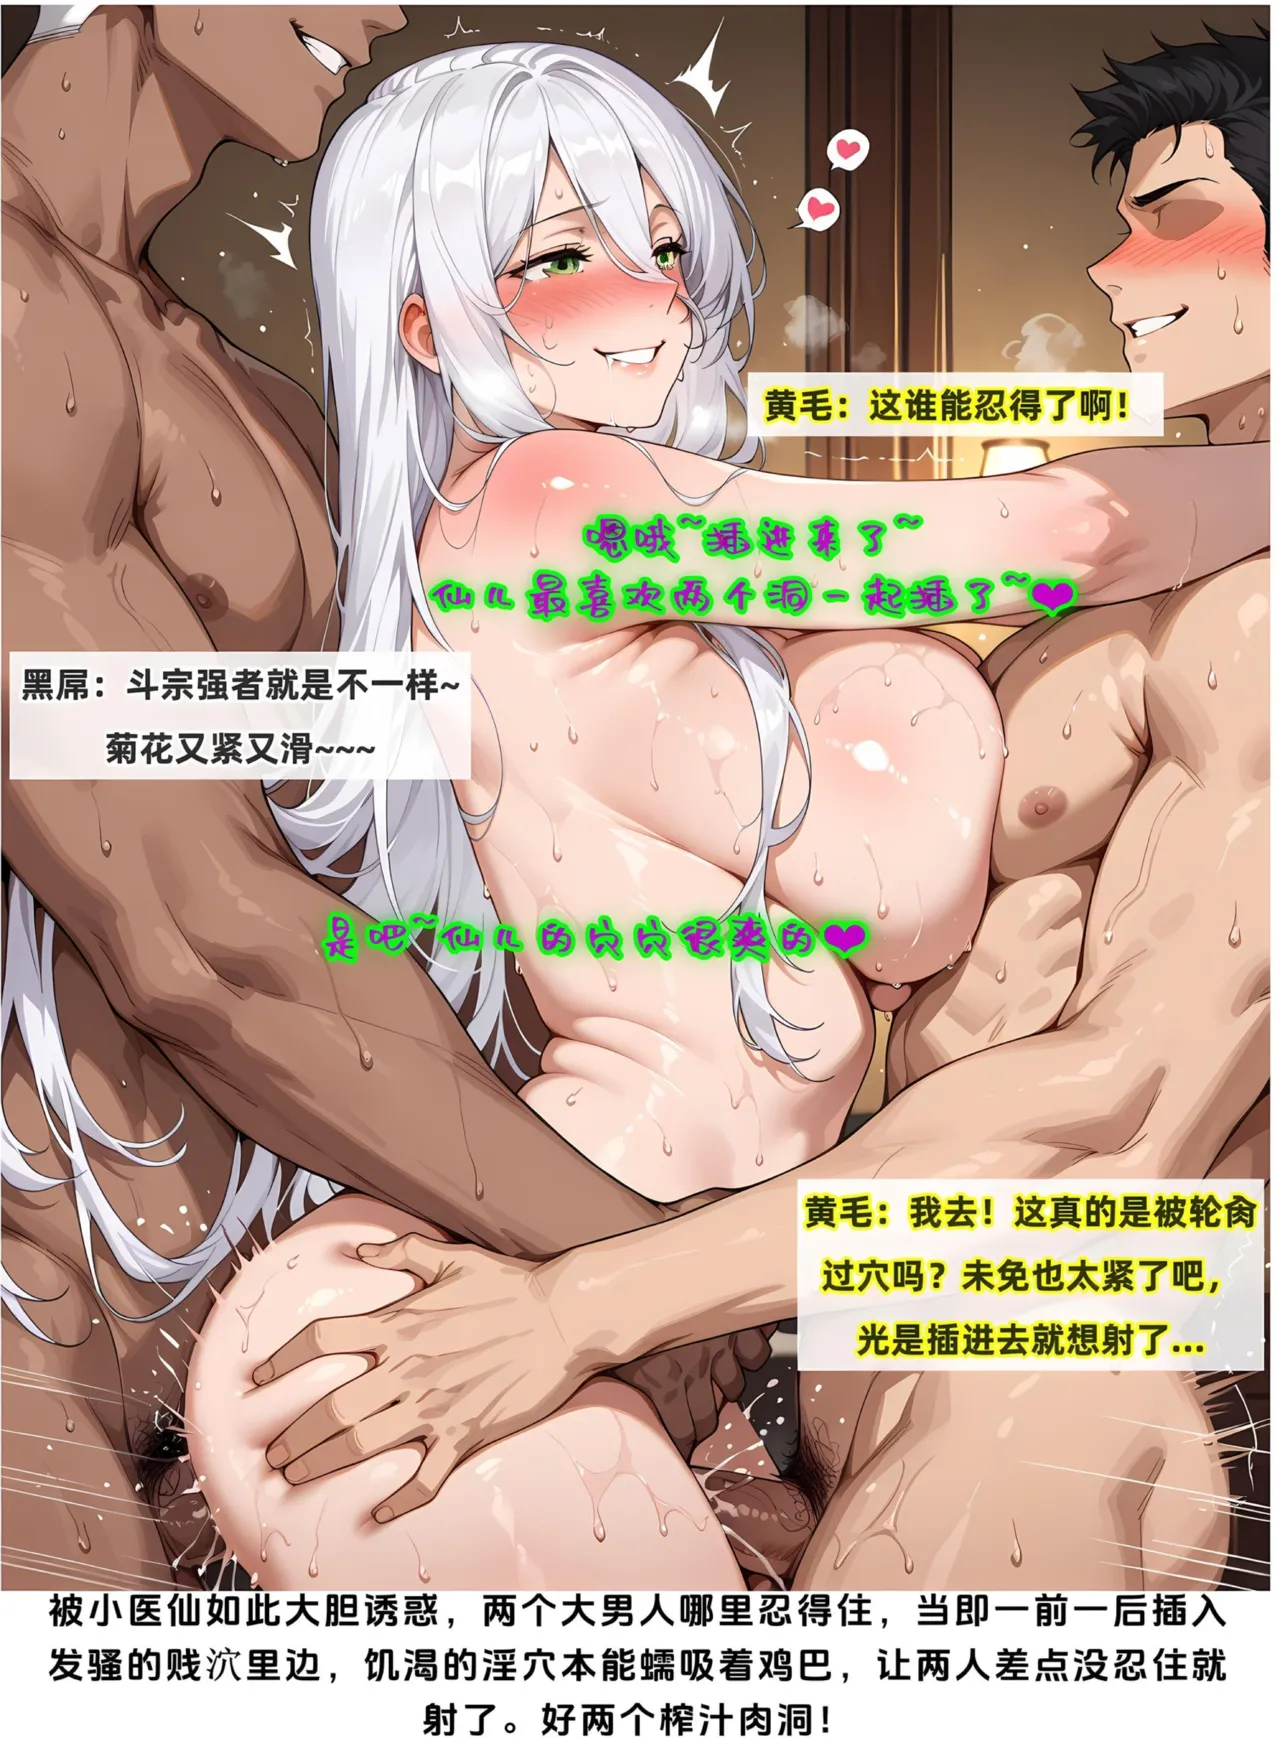 黄毛：这谁能忍得了啊！
嗯哦~插进来了~
仙儿最喜欢两个洞一起插了~❤
黑屌：斗宗强者就是不一样~
菊花又紧又滑~~~
是吧~仙儿的穴穴很爽的❤
黄毛：我去！这真的是被轮肏
过穴吗？未免也太紧了吧，
光是插进去就想射了...
被小医仙如此大胆诱惑，两个大男人哪里忍得住，当即一前一后插入
发骚的贱泬里边，饥渴的淫穴本能蠕吸着鸡巴，让两人差点没忍住就
射了。好两个榨汁肉洞！